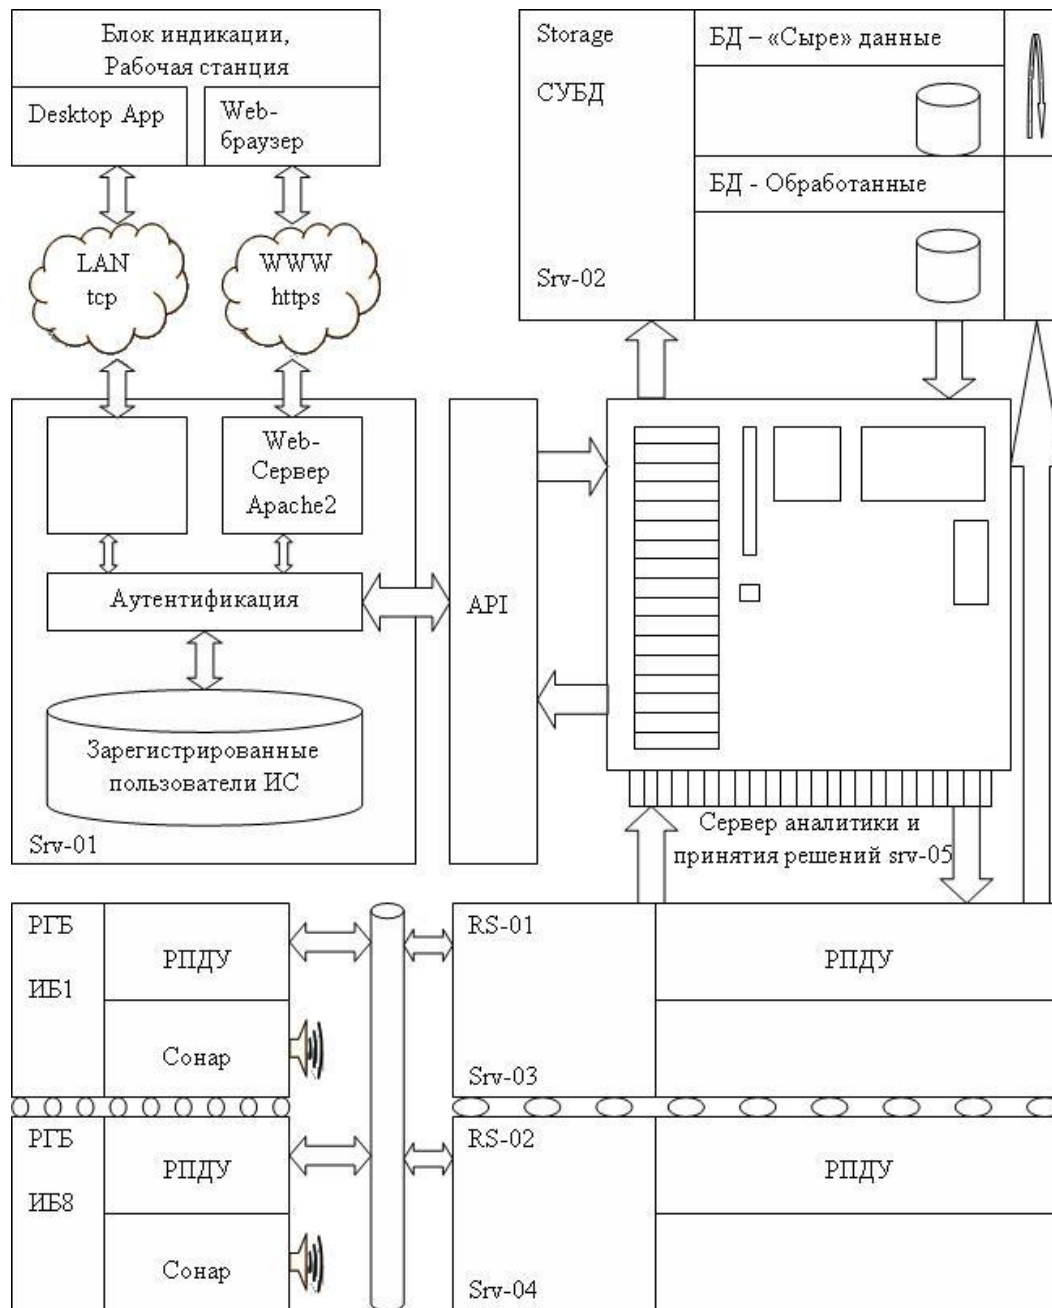 Блок индикации,
Рабочая станция
Desktop App
Web-
браузер
LAN
tcp
WWW
https
Web-
Сервер
Apache2
Аутентификация
Зарегистрированные
пользователи ИС
Srv-01
API
Storage
СУБД
Srv-02
БД – «Сыре» данные
БД - Обработанные
Сервер аналитики и
принятия решений srv-05
РГБ
ИБ1
РПДУ
Сонар
RS-01
Srv-03
РПДУ
РГБ
ИБ8
РПДУ
Сонар
RS-02
Srv-04
РПДУ